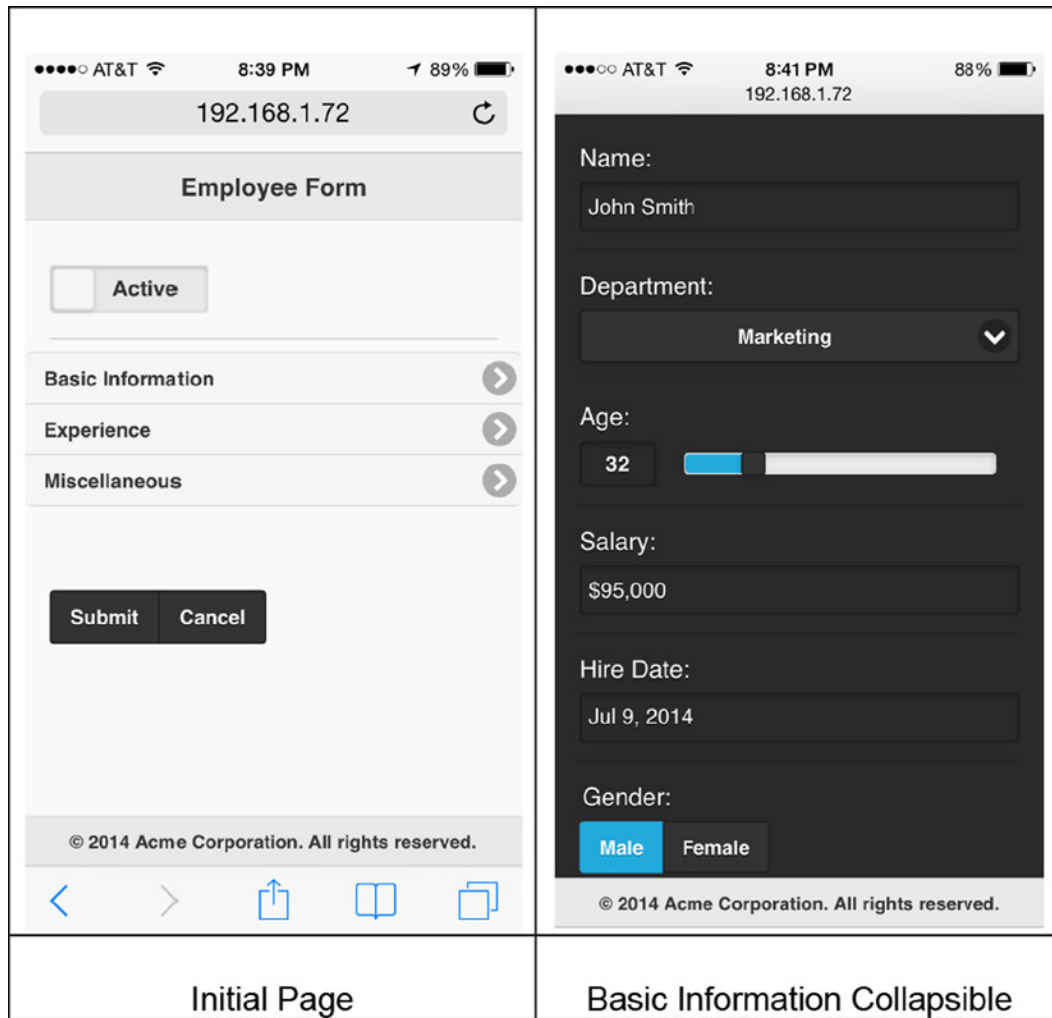 AT&T 8:39 PM 89%
192.168.1.72
Employee Form
Active
Basic Information
Experience
Miscellaneous
Submit Cancel
© 2014 Acme Corporation. All rights reserved.
Initial Page
AT&T 8:41 PM 88%
192.168.1.72
Name:
John Smith
Department:
Marketing
Age:
32
Salary:
$95,000
Hire Date:
Jul 9, 2014
Gender:
Male Female
© 2014 Acme Corporation. All rights reserved.
Basic Information Collapsible